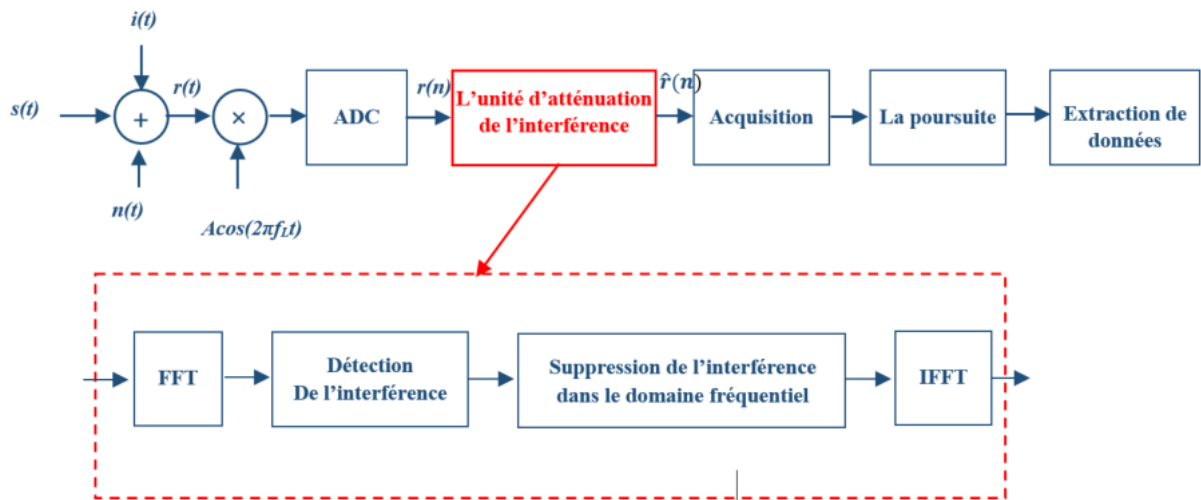 i(t)
s(t)
r(t)
+
×
n(t)
Acos(2πfLt)
ADC
r(n)
L’unité d’atténuation
de l’interférence
r̂(n)
Acquisition
La poursuite
Extraction de
données
FFT
Détection
De l’interférence
Suppression de l’interférence
dans le domaine fréquentiel
IFFT